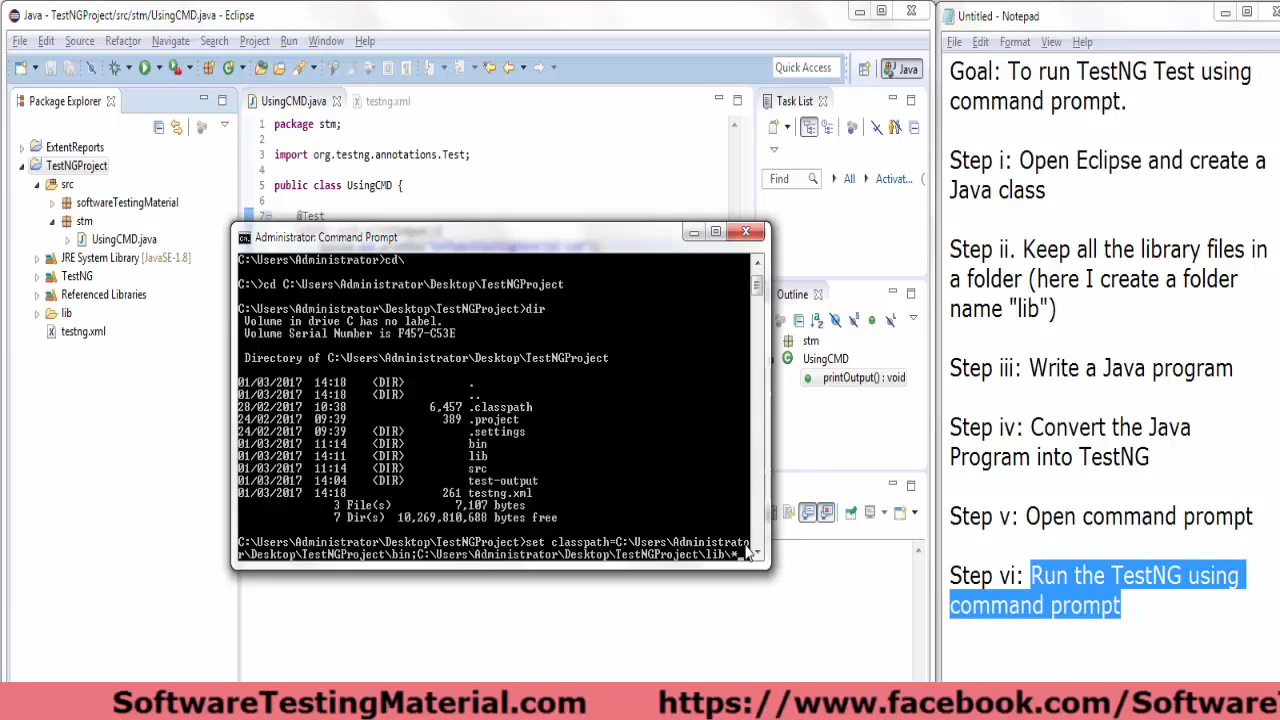 Java - TestNGProject/src/stm/UsingCMD.java - Eclipse
File Edit Source Refactor Navigate Search Project Run Window Help
Quick Access
Java
Package Explorer
ExtentReports
TestNGProject
src
softwareTestingMaterial
stm
UsingCMD.java
JRE System Library [JavaSE-1.8]
TestNG
Referenced Libraries
lib
testng.xml
UsingCMD.java
testng.xml
1 package stm;
2
3 import org.testng.annotations.Test;
4
5 public class UsingCMD {
6
7 @Test
Task List
Find
All
Activat...
Outline
stm
UsingCMD
printOutput() : void
Administrator: Command Prompt
C:\Users\Administrator>cd\
C:\>cd C:\Users\Administrator\Desktop\TestNGProject
C:\Users\Administrator\Desktop\TestNGProject>dir
Volume in drive C has no label.
Volume Serial Number is F457-C53E
Directory of C:\Users\Administrator\Desktop\TestNGProject
01/03/2017 14:18 <DIR> .
01/03/2017 14:18 <DIR> ..
28/02/2017 10:38 6,457 .classpath
24/02/2017 09:39 389 .project
24/02/2017 09:39 <DIR> .settings
01/03/2017 11:14 <DIR> bin
01/03/2017 14:11 <DIR> lib
01/03/2017 11:14 <DIR> src
01/03/2017 14:04 <DIR> test-output
01/03/2017 14:18 261 testng.xml
3 File(s) 7,107 bytes
7 Dir(s) 10,269,810,688 bytes free
C:\Users\Administrator\Desktop\TestNGProject>set classpath=C:\Users\Administrato
r\Desktop\TestNGProject\bin;C:\Users\Administrator\Desktop\TestNGProject\lib\*_
Untitled - Notepad
File Edit Format View Help
Goal: To run TestNG Test using
command prompt.
Step i: Open Eclipse and create a
Java class
Step ii. Keep all the library files in
a folder (here I create a folder
name "lib")
Step iii: Write a Java program
Step iv: Convert the Java
Program into TestNG
Step v: Open command prompt
Step vi: Run the TestNG using
command prompt
SoftwareTestingMaterial.com https://www.facebook.com/Software